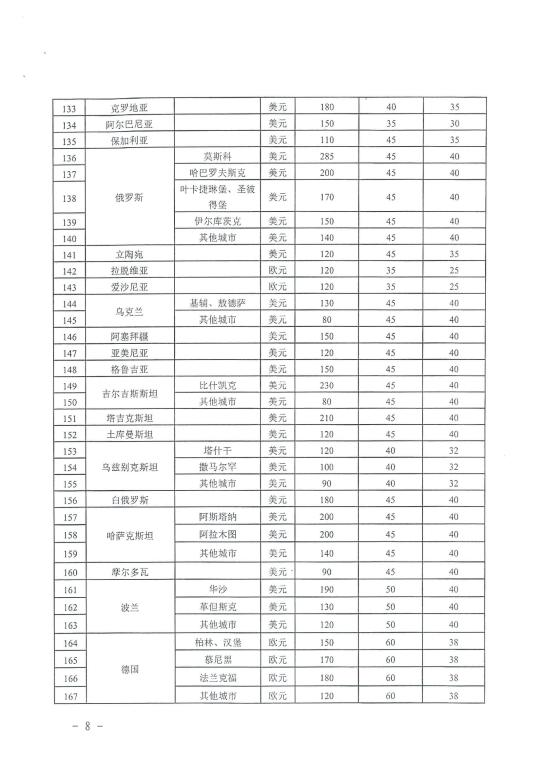 133 克罗地亚 美元 180 40 35
134 阿尔巴尼亚 美元 150 35 30
135 保加利亚 美元 110 45 35
136 俄罗斯 莫斯科 美元 285 45 40
137 哈巴罗夫斯克 美元 200 45 40
138 叶卡捷琳堡、圣彼
得堡 美元 170 45 40
139 伊尔库茨克 美元 150 45 40
140 其他城市 美元 140 45 40
141 立陶宛 美元 120 45 35
142 拉脱维亚 欧元 120 35 25
143 爱沙尼亚 欧元 120 35 25
144 乌克兰 基辅、敖德萨 美元 130 45 40
145 其他城市 美元 80 45 40
146 阿塞拜疆 美元 150 45 40
147 亚美尼亚 美元 120 45 40
148 格鲁吉亚 美元 150 45 40
149 吉尔吉斯斯坦 比什凯克 美元 230 45 40
150 其他城市 美元 80 45 40
151 塔吉克斯坦 美元 210 45 40
152 土库曼斯坦 美元 120 45 40
153 乌兹别克斯坦 塔什干 美元 120 40 32
154 撒马尔罕 美元 100 40 32
155 其他城市 美元 90 40 32
156 白俄罗斯 美元 180 45 40
157 哈萨克斯坦 阿斯塔纳 美元 200 45 40
158 阿拉木图 美元 200 45 40
159 其他城市 美元 140 45 40
160 摩尔多瓦 美元 90 45 40
161 波兰 华沙 美元 190 50 40
162 革但斯克 美元 130 50 40
163 其他城市 美元 120 50 40
164 德国 柏林、汉堡 欧元 150 60 38
165 慕尼黑 欧元 170 60 38
166 法兰克福 欧元 180 60 38
167 其他城市 欧元 120 60 38
- 8 -